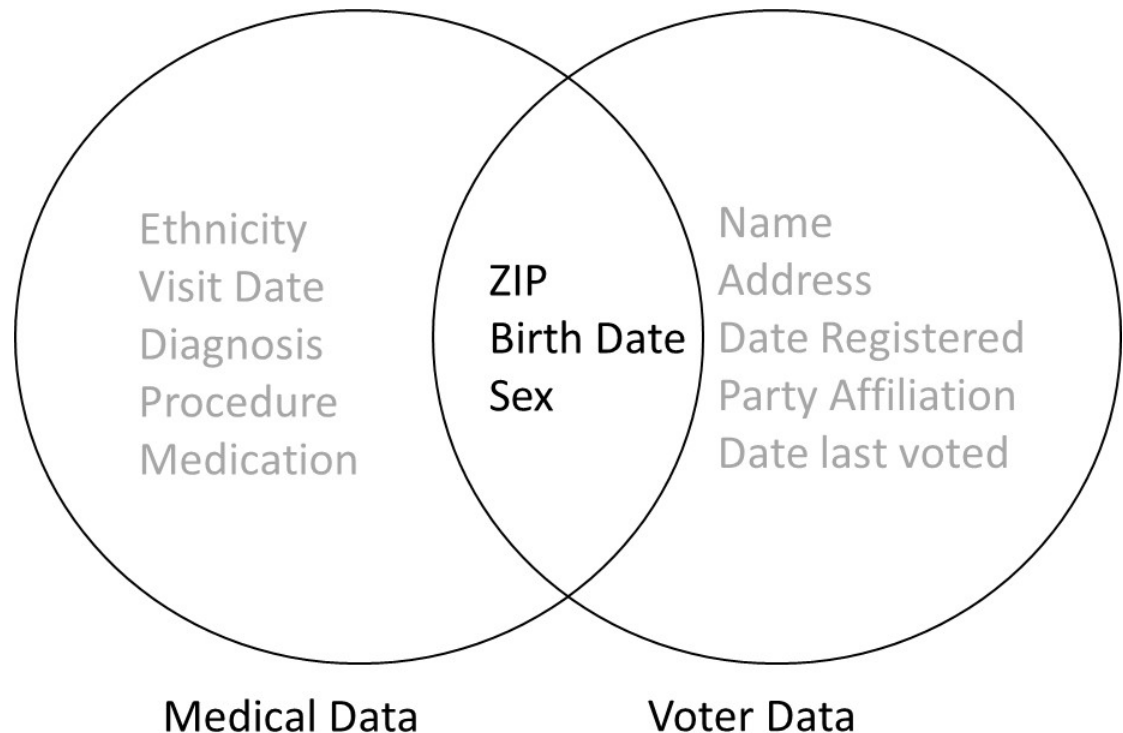 Ethnicity
Visit Date
Diagnosis
Procedure
Medication
ZIP
Birth Date
Sex
Name
Address
Date Registered
Party Affiliation
Date last voted
Medical Data
Voter Data